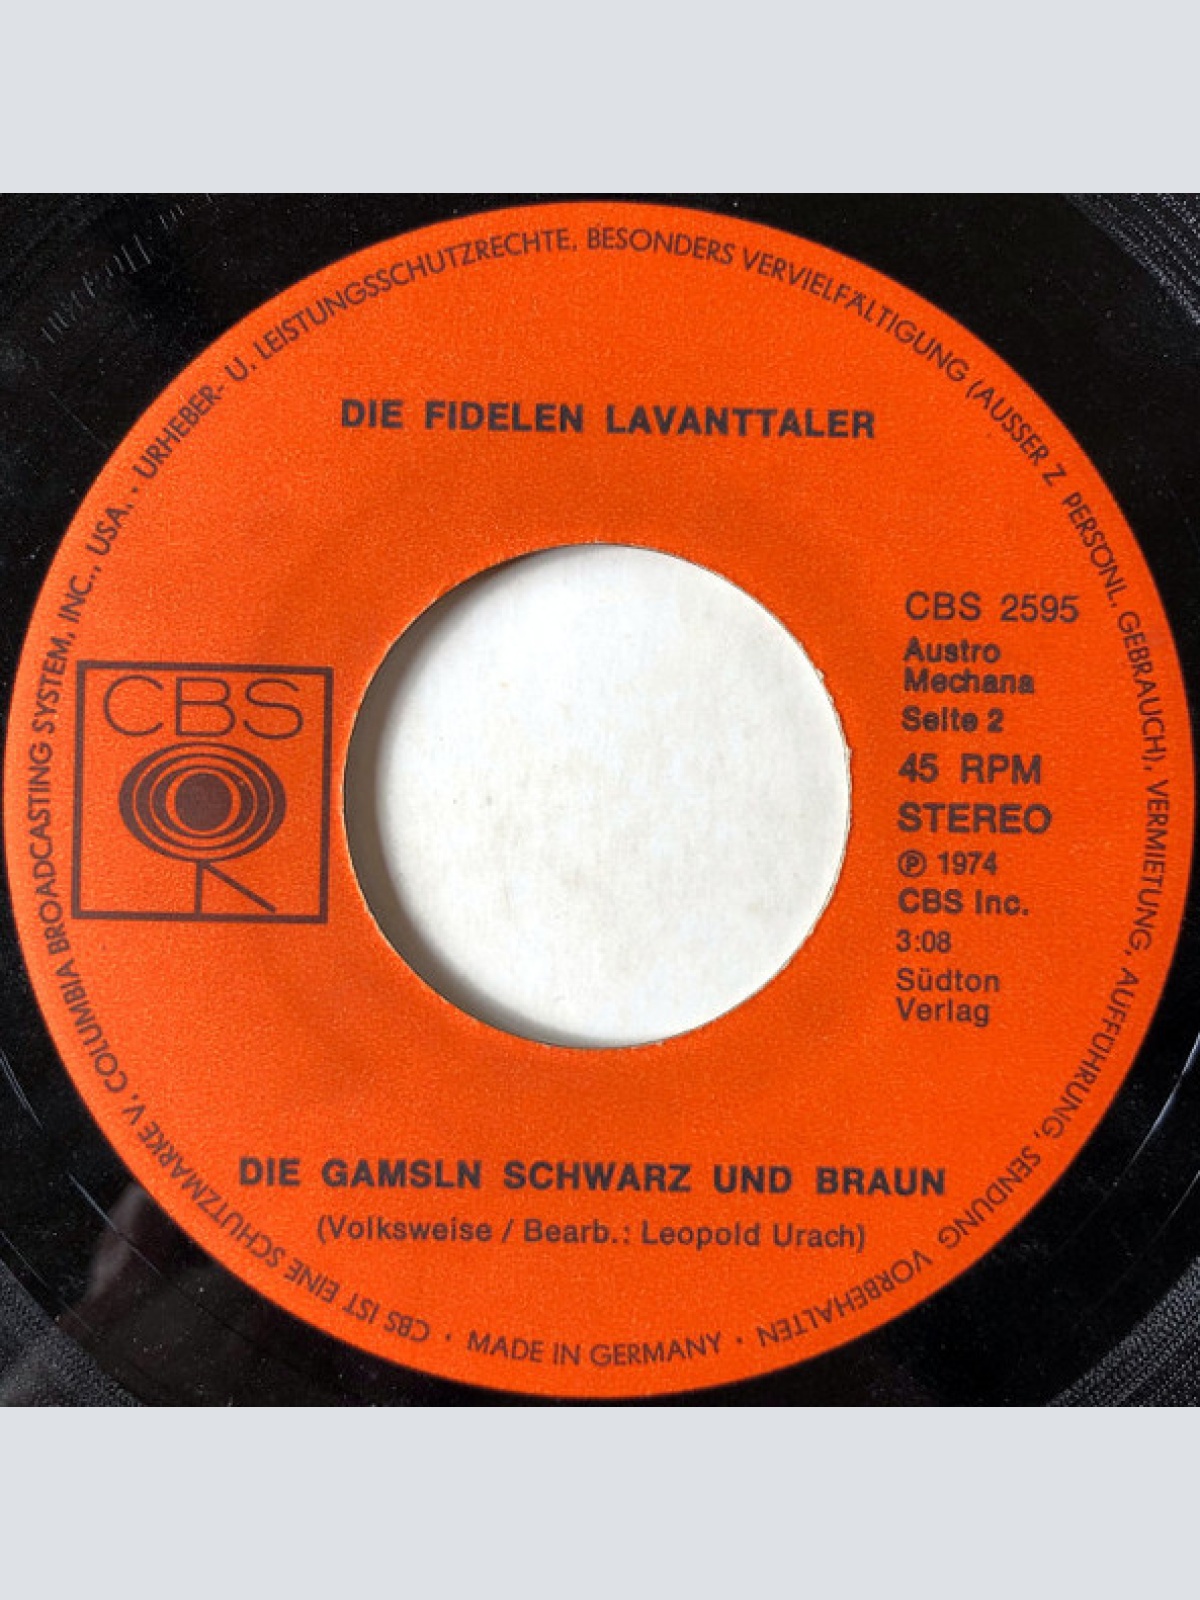 DIE FIDELEN LAVANTTALER
CBS 2595
Austro
Mechana
Seite 2
45 RPM
STEREO
Ⓟ 1974
CBS Inc.
3:08
Südton
Verlag
CBS
DIE GAMSLN SCHWARZ UND BRAUN
(Volksweise / Bearb.: Leopold Urach)
CBS IST EINE SCHUTZMARKE V. COLUMBIA BROADCASTING SYSTEM, INC., USA. · URHEBER- U. LEISTUNGSSCHUTZRECHTE, BESONDERS VERVIELFÄLTIGUNG (AUSSER Z. PERSÖNL. GEBRAUCH), VERMIETUNG, AUFFÜHRUNG, SENDUNG VORBEHALTEN · MADE IN GERMANY ·